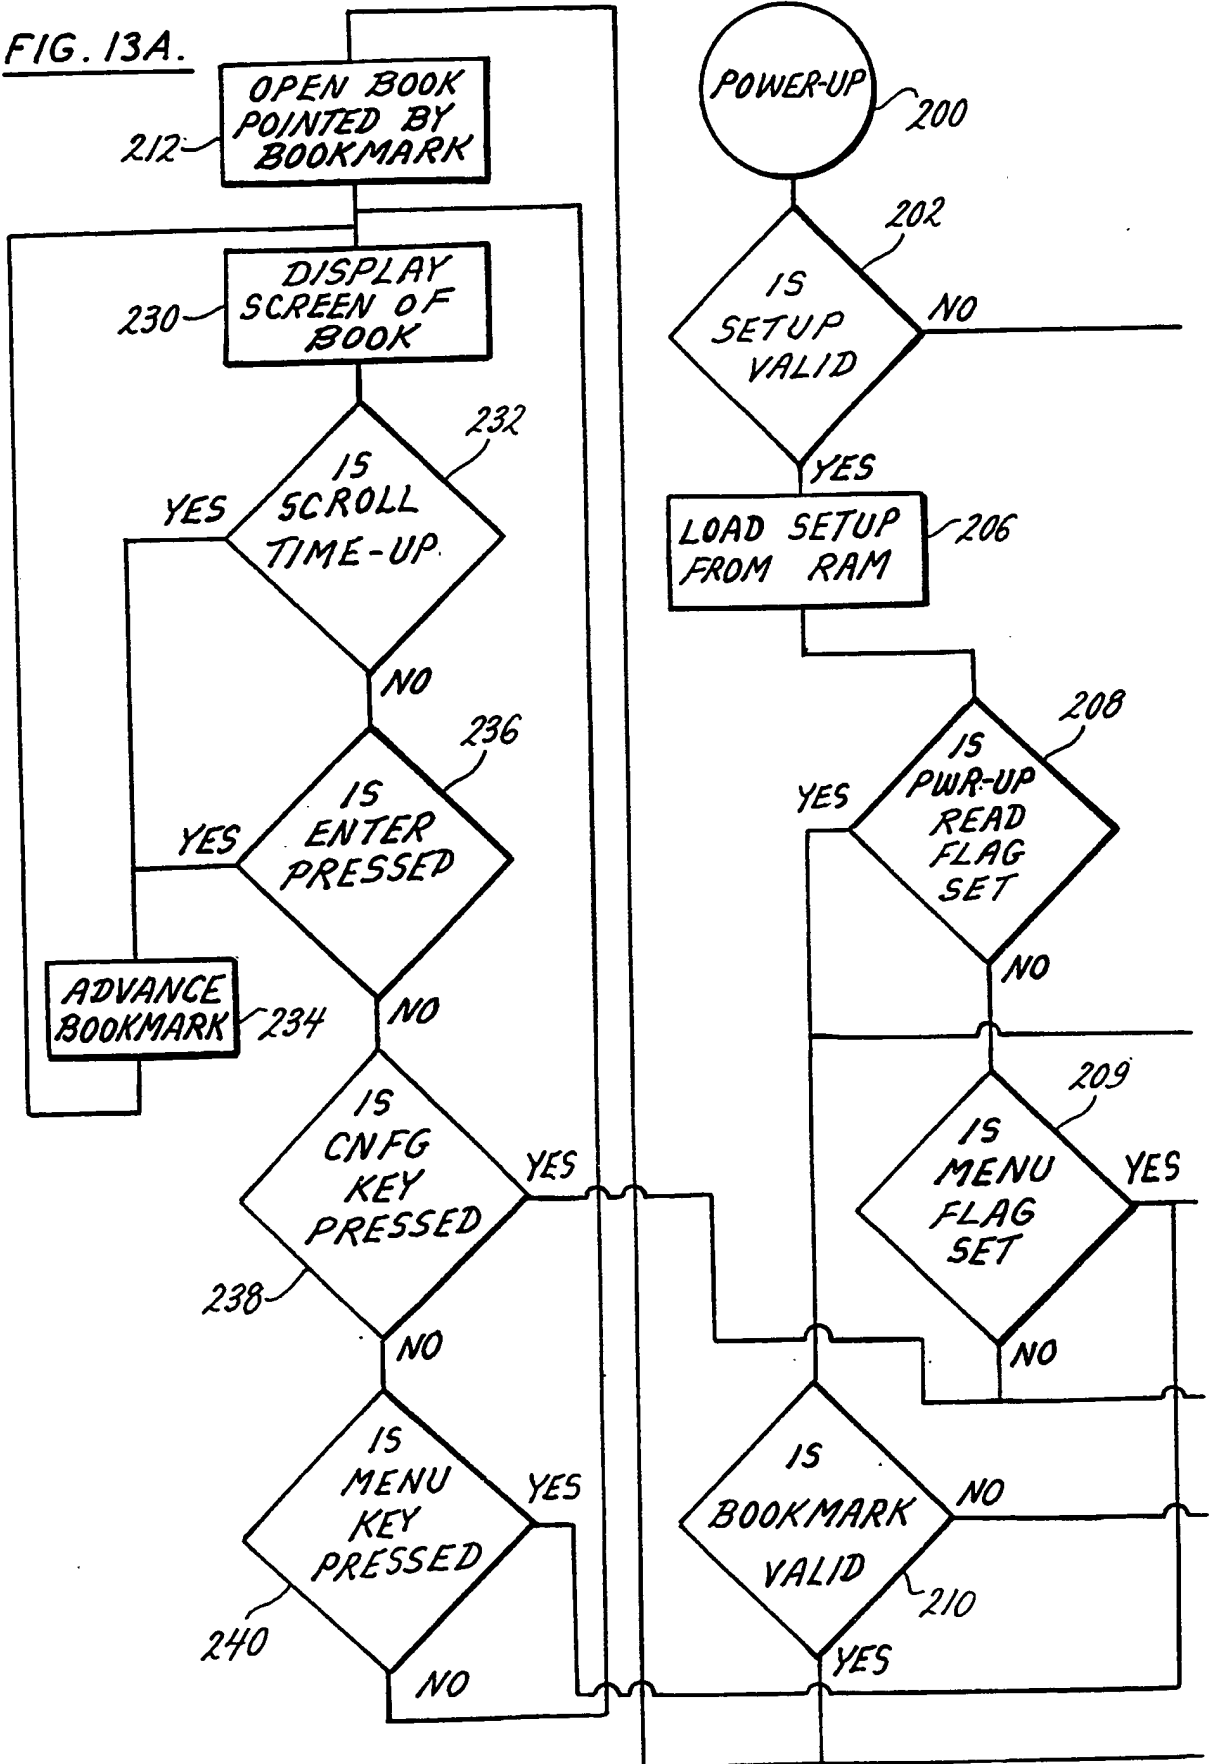 FIG. 13A.
OPEN BOOK
POINTED BY
BOOKMARK
212
DISPLAY
SCREEN OF
BOOK
230
232
IS
SCROLL
TIME-UP.
YES
NO
236
IS
ENTER
PRESSED
YES
NO
ADVANCE
BOOKMARK
234
IS
CNFG
KEY
PRESSED
YES
238
NO
IS
MENU
KEY
PRESSED
YES
240
NO
POWER-UP
200
202
IS
SETUP
VALID
NO
YES
LOAD SETUP
FROM RAM
206
208
IS
PWR-UP
READ
FLAG
SET
YES
NO
209
IS
MENU
FLAG
SET
YES
NO
IS
BOOKMARK
VALID
NO
210
YES